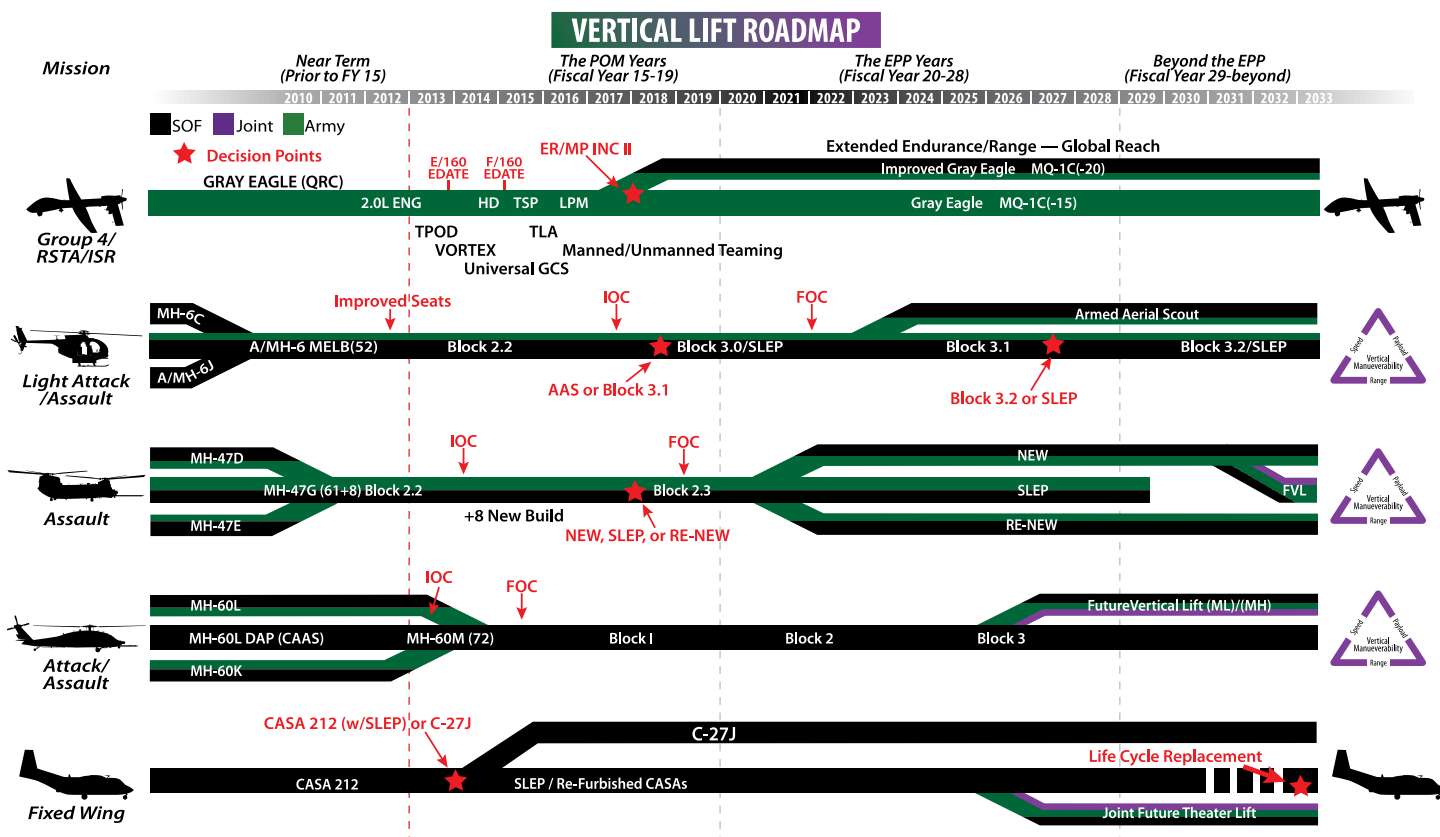 VERTICAL LIFT ROADMAP
Mission
Near Term
(Prior to FY 15)
The POM Years
(Fiscal Year 15-19)
The EPP Years
(Fiscal Year 20-28)
Beyond the EPP
(Fiscal Year 29-beyond)
2010 2011 2012 2013 2014 2015 2016 2017 2018 2019 2020 2021 2022 2023 2024 2025 2026 2027 2028 2029 2030 2031 2032 2033
SOF Joint Army
Decision Points
E/160
EDATE
F/160
EDATE
ER/MP INC II
Extended Endurance/Range — Global Reach
Improved Gray Eagle MQ-1C(-20)
GRAY EAGLE (QRC)
2.0L ENG HD TSP LPM
Gray Eagle MQ-1C(-15)
TPOD TLA
VORTEX Manned/Unmanned Teaming
Universal GCS
Group 4/
RSTA/ISR
Improved Seats
IOC
FOC
MH-6C
Armed Aerial Scout
A/MH-6 MELB(52) Block 2.2 Block 3.0/SLEP Block 3.1 Block 3.2/SLEP
A/MH-6J
AAS or Block 3.1
Block 3.2 or SLEP
Light Attack
/Assault
Speed
Payload
Vertical
Manueverability
Range
IOC
FOC
MH-47D
NEW
MH-47G (61+8) Block 2.2 Block 2.3 SLEP FVL
+8 New Build
MH-47E
RE-NEW
NEW, SLEP, or RE-NEW
Assault
Speed
Payload
Vertical
Manueverability
Range
IOC
FOC
MH-60L
FutureVertical Lift (ML)/(MH)
MH-60L DAP (CAAS) MH-60M (72) Block I Block 2 Block 3
MH-60K
Attack/
Assault
Speed
Payload
Vertical
Manueverability
Range
CASA 212 (w/SLEP) or C-27J
C-27J
Life Cycle Replacement
CASA 212 SLEP / Re-Furbished CASAs
Joint Future Theater Lift
Fixed Wing